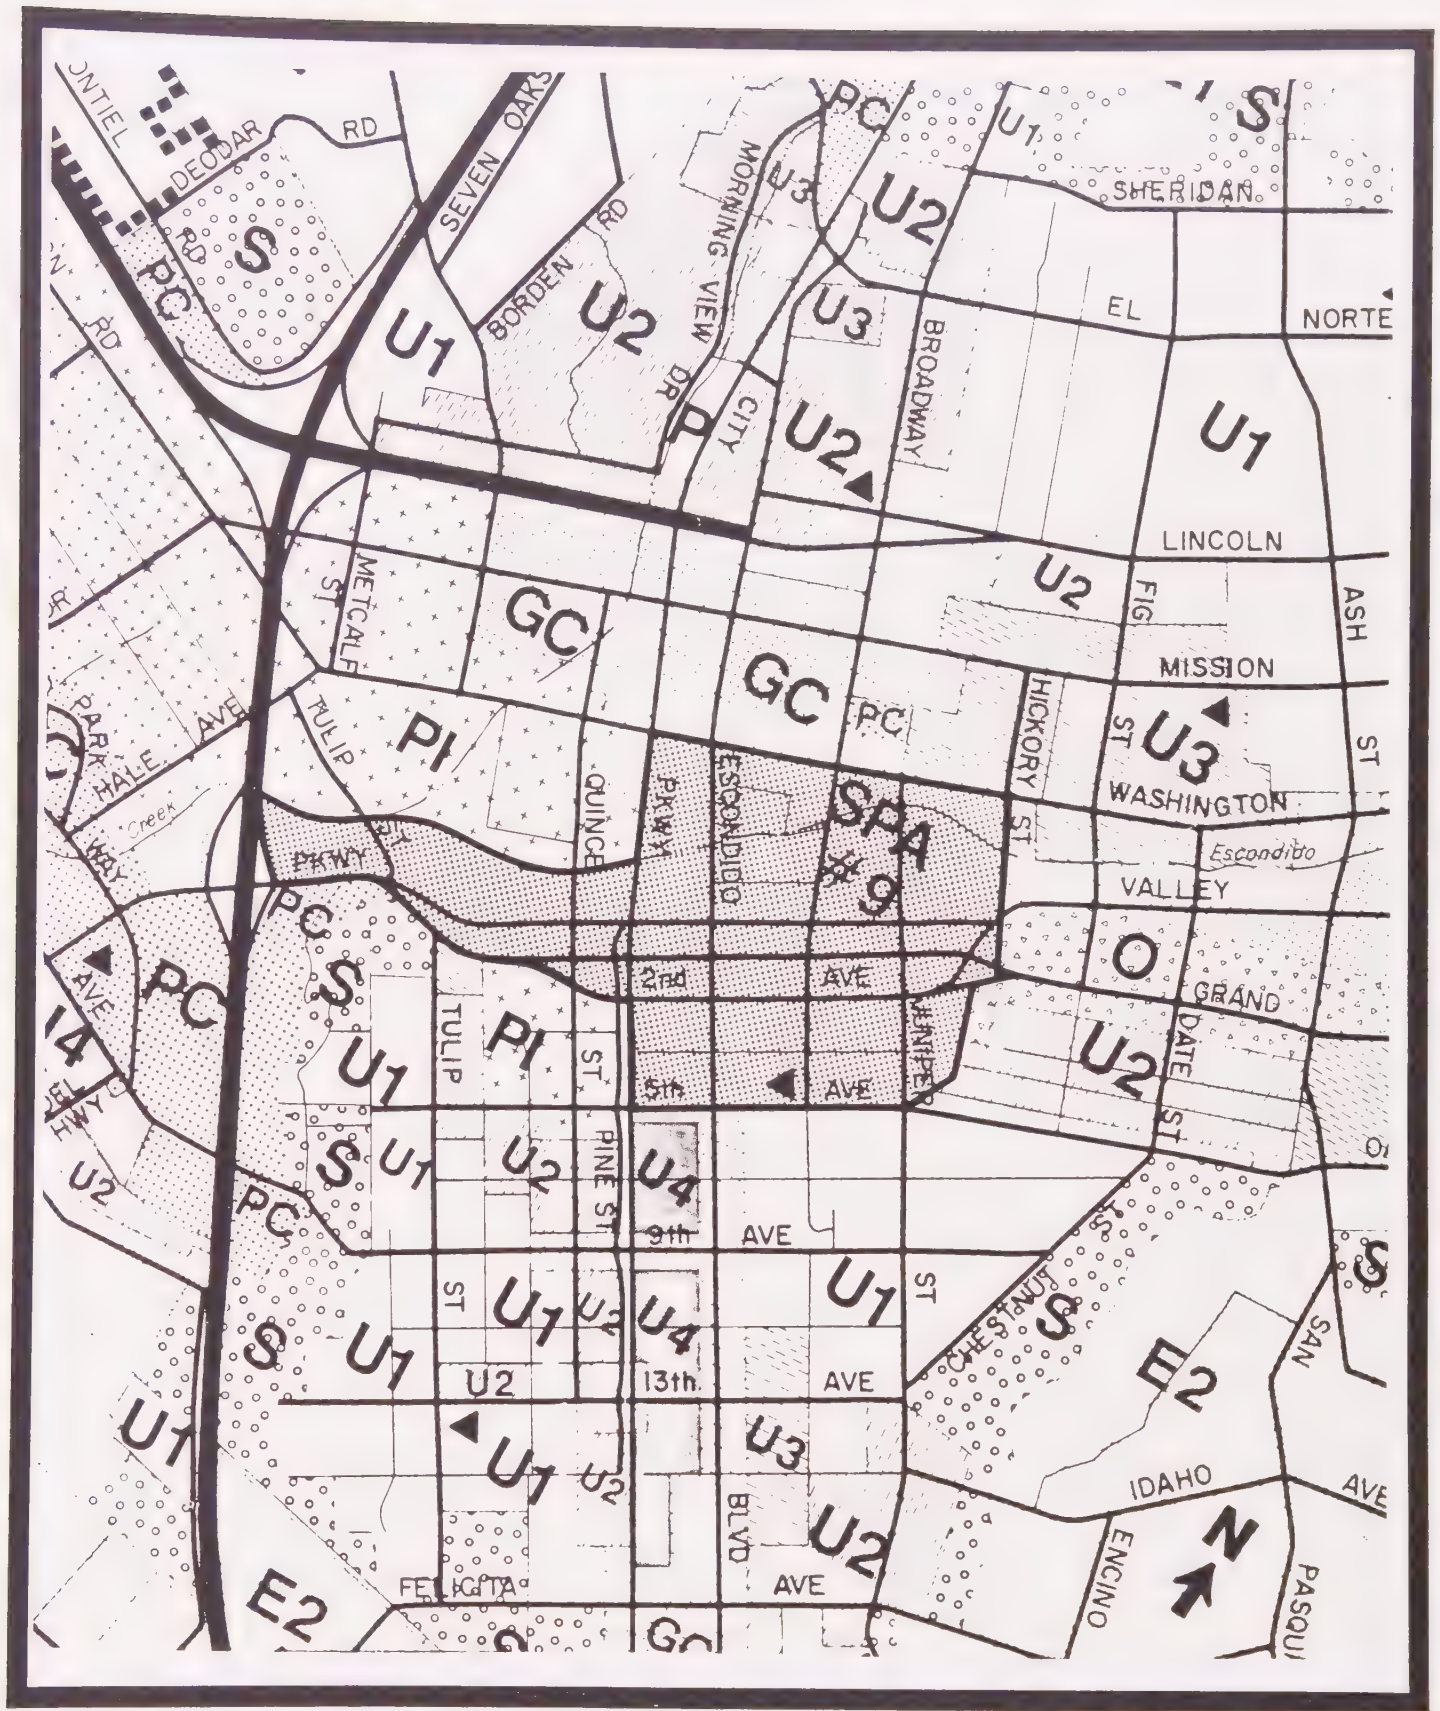 PC
S
U1
ONTIEL
DEODAR
RD
RD
SEVEN OAKS
SHERIDAN
MORNING VIEW DR
U3
U2
S
RD
BORDEN
PC
RD
U1
U2
U3
EL
NORTE
BROADWAY
P
CITY
U2
U1
LINCOLN
METCALF
ST
GC
U2
FIG
ST
ASH
ST
MISSION
GC
PC
HICKORY
ST
U3
WASHINGTON
PARK
WAY
HALE
AVE
TULIP
PI
Creek
QUINCE
PKWY
ESCONDIDO
SPA
#9
Escondido
PKWY
VALLEY
PC
S
O
AVE
PC
2nd
AVE
GRAND
TULIP
PI
ST
JUNIPER
U2
DATE
ST
U1
5th
AVE
HWY
U2
S
U1
U2
PINE ST
U4
PC
9th
AVE
ST
U1
U2
U4
U1
ST
CHESTNUT
ST
S
S
S
U1
U2
13th
AVE
E2
SAN
U1
U1
U2
U3
IDAHO
AVE
BLVD
U2
N
E2
FELICITA
AVE
ENCINO
PASQU